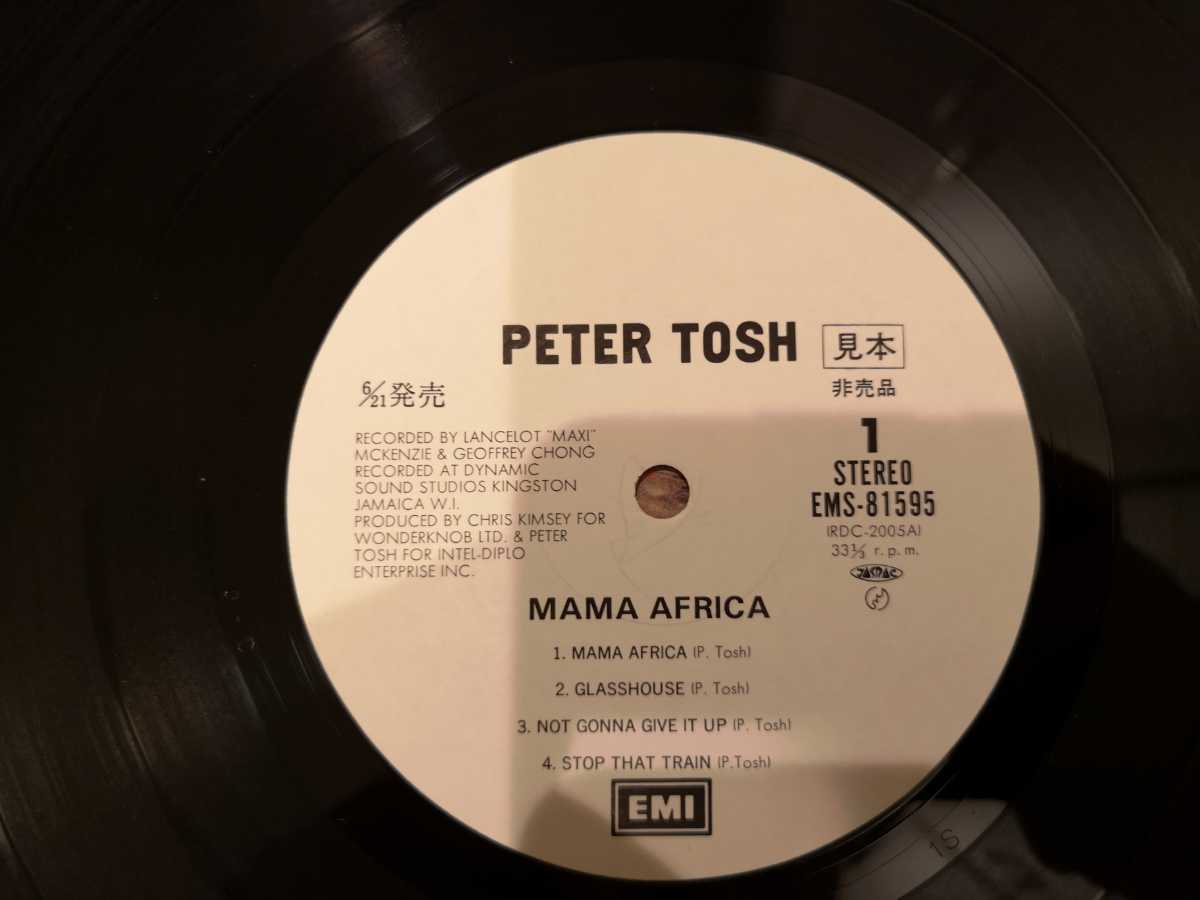 PETER TOSH 見本
非売品
6/21発売
1
STEREO
EMS-81595
(RDC-2005A)
33⅓ r.p.m.
RECORDED BY LANCELOT "MAXI"
MCKENZIE & GEOFFREY CHONG
RECORDED AT DYNAMIC
SOUND STUDIOS KINGSTON
JAMAICA W.I.
PRODUCED BY CHRIS KIMSEY FOR
WONDERKNOB LTD. & PETER
TOSH FOR INTEL-DIPLO
ENTERPRISE INC.
MAMA AFRICA
1. MAMA AFRICA (P. Tosh)
2. GLASSHOUSE (P. Tosh)
3. NOT GONNA GIVE IT UP (P. Tosh)
4. STOP THAT TRAIN (P.Tosh)
EMI
1S